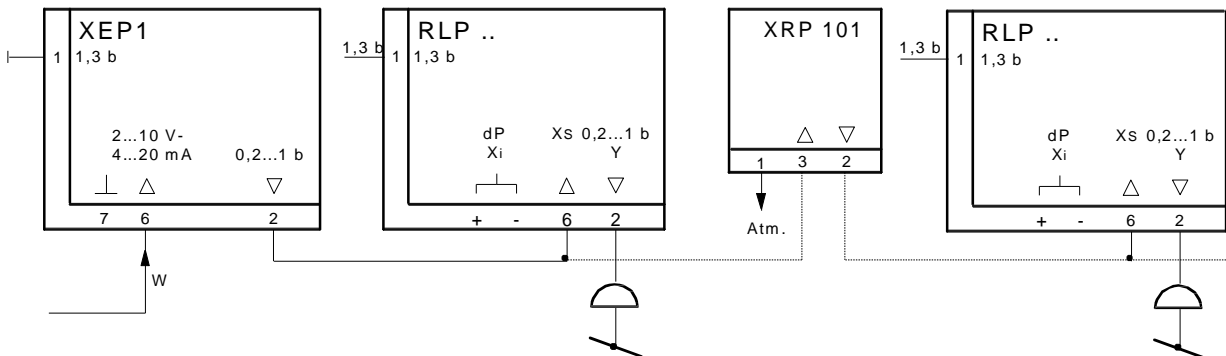 XEP1
1 1,3 b
2...10 V-
4...20 mA 0,2...1 b
7 6 2
W
1,3 b
RLP ..
1 1,3 b
dP Xs 0,2...1 b
Xi Y
+ - 6 2
XRP 101
1 3 2
Atm.
1,3 b
RLP ..
1 1,3 b
dP Xs 0,2...1 b
Xi Y
+ - 6 2